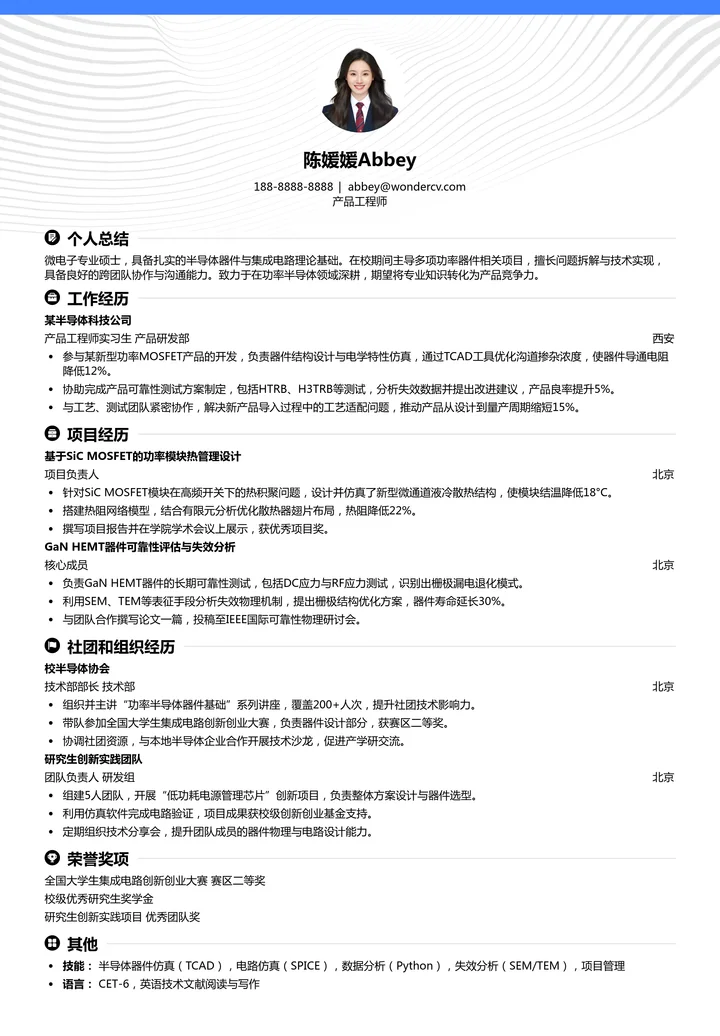 陈媛媛Abbey
188-8888-8888 | abbey@wondercv.com
产品工程师
个人总结
微电子专业硕士，具备扎实的半导体器件与集成电路理论基础。在校期间主导多项功率器件相关项目，擅长问题拆解与技术实现，
具备良好的跨团队协作与沟通能力。致力于在功率半导体领域深耕，期望将专业知识转化为产品竞争力。
工作经历
某半导体科技公司
产品工程师实习生 产品研发部 西安
• 参与某新型功率MOSFET产品的开发，负责器件结构设计与电学特性仿真，通过TCAD工具优化沟道掺杂浓度，使器件导通电阻
降低12%。
• 协助完成产品可靠性测试方案制定，包括HTRB、H3TRB等测试，分析失效数据并提出改进建议，产品良率提升5%。
• 与工艺、测试团队紧密协作，解决新产品导入过程中的工艺适配问题，推动产品从设计到量产周期缩短15%。
项目经历
基于SiC MOSFET的功率模块热管理设计
项目负责人 北京
• 针对SiC MOSFET模块在高频开关下的热积聚问题，设计并仿真了新型微通道液冷散热结构，使模块结温降低18°C。
• 搭建热阻网络模型，结合有限元分析优化散热器翅片布局，热阻降低22%。
• 撰写项目报告并在学院学术会议上展示，获优秀项目奖。
GaN HEMT器件可靠性评估与失效分析
核心成员 北京
• 负责GaN HEMT器件的长期可靠性测试，包括DC应力与RF应力测试，识别出栅极漏电退化模式。
• 利用SEM、TEM等表征手段分析失效物理机制，提出栅极结构优化方案，器件寿命延长30%。
• 与团队合作撰写论文一篇，投稿至IEEE国际可靠性物理研讨会。
社团和组织经历
校半导体协会
技术部部长 技术部 北京
• 组织并主讲“功率半导体器件基础”系列讲座，覆盖200+人次，提升社团技术影响力。
• 带队参加全国大学生集成电路创新创业大赛，负责器件设计部分，获赛区二等奖。
• 协调社团资源，与本地半导体企业合作开展技术沙龙，促进产学研交流。
研究生创新实践团队
团队负责人 研发组 北京
• 组建5人团队，开展“低功耗电源管理芯片”创新项目，负责整体方案设计与器件选型。
• 利用仿真软件完成电路验证，项目成果获校级创新创业基金支持。
• 定期组织技术分享会，提升团队成员的器件物理与电路设计能力。
荣誉奖项
全国大学生集成电路创新创业大赛 赛区二等奖
校级优秀研究生奖学金
研究生创新实践项目 优秀团队奖
其他
• 技能： 半导体器件仿真（TCAD），电路仿真（SPICE），数据分析（Python），失效分析（SEM/TEM），项目管理
• 语言： CET-6，英语技术文献阅读与写作